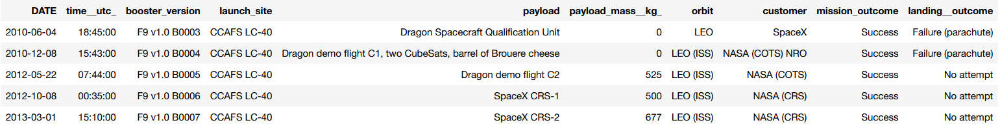 DATE time__utc_ booster_version launch_site payload payload_mass__kg_ orbit customer mission_outcome landing__outcome
2010-06-04 18:45:00 F9 v1.0 B0003 CCAFS LC-40 Dragon Spacecraft Qualification Unit 0 LEO SpaceX Success Failure (parachute)
2010-12-08 15:43:00 F9 v1.0 B0004 CCAFS LC-40 Dragon demo flight C1, two CubeSats, barrel of Brouere cheese 0 LEO (ISS) NASA (COTS) NRO Success Failure (parachute)
2012-05-22 07:44:00 F9 v1.0 B0005 CCAFS LC-40 Dragon demo flight C2 525 LEO (ISS) NASA (COTS) Success No attempt
2012-10-08 00:35:00 F9 v1.0 B0006 CCAFS LC-40 SpaceX CRS-1 500 LEO (ISS) NASA (CRS) Success No attempt
2013-03-01 15:10:00 F9 v1.0 B0007 CCAFS LC-40 SpaceX CRS-2 677 LEO (ISS) NASA (CRS) Success No attempt